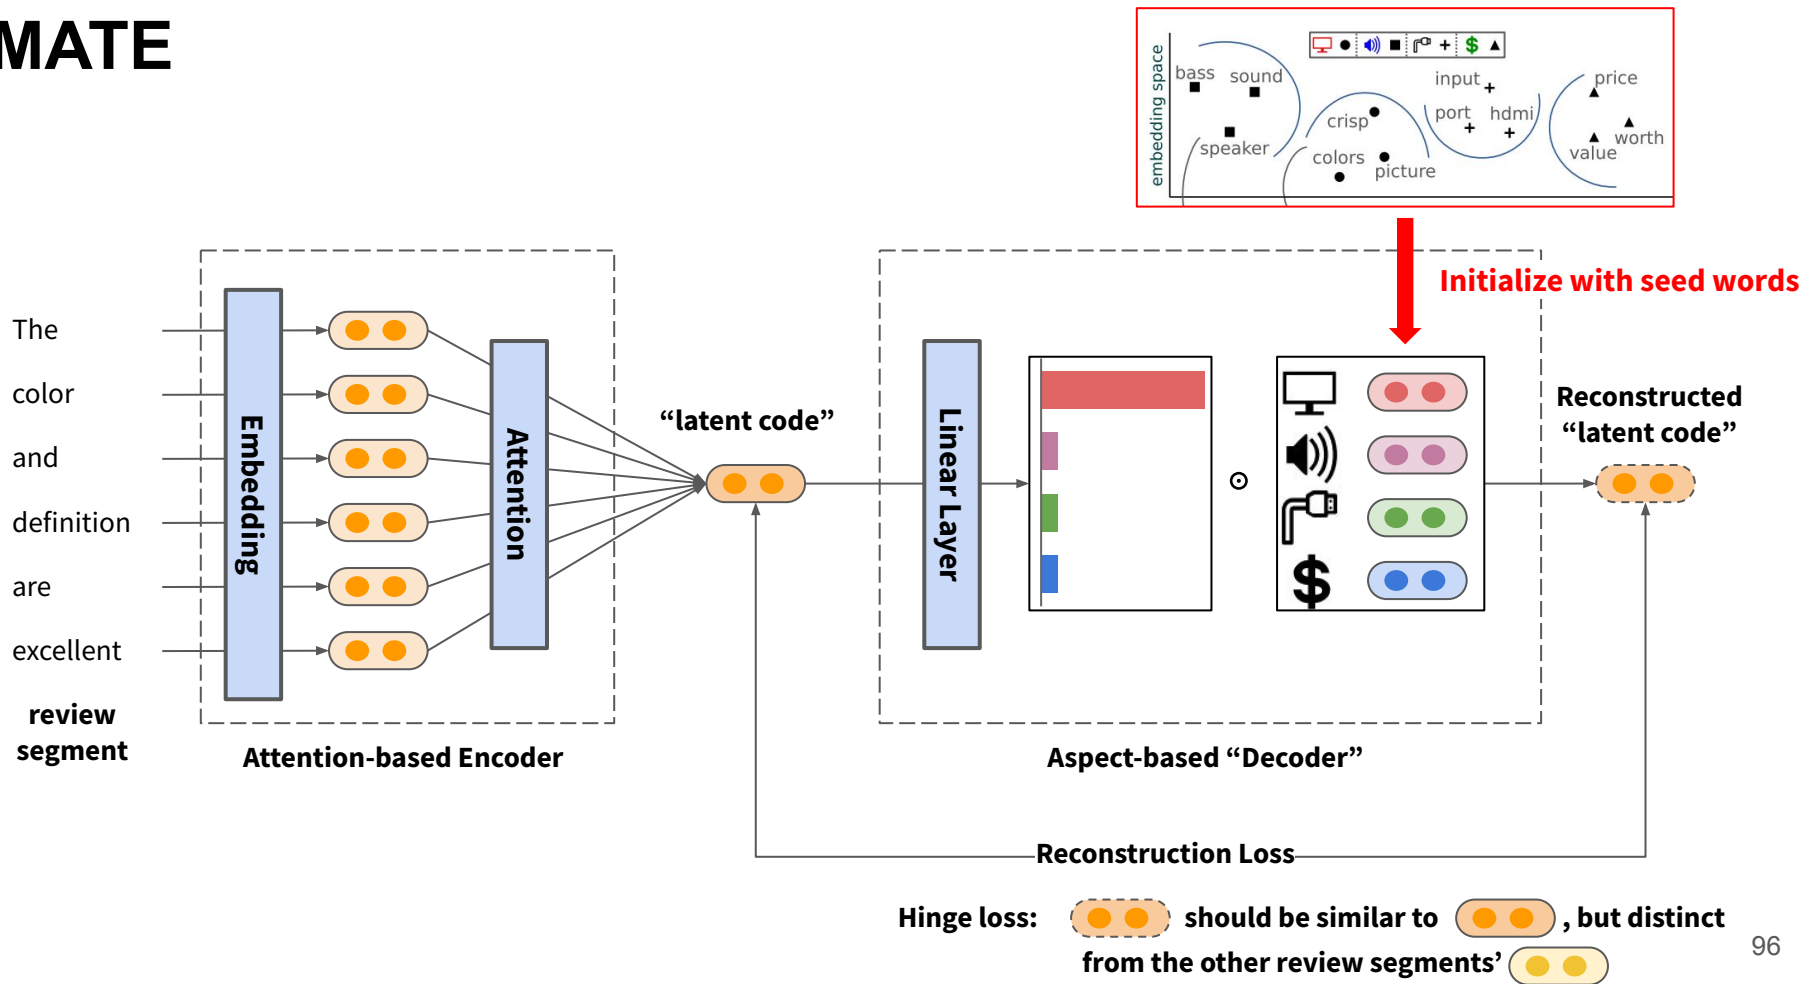 MATE
embedding space
bass sound
speaker
crisp
colors
picture
input
port hdmi
price
worth
value
$
Initialize with seed words
The
color
and
definition
are
excellent
review
segment
Embedding
Attention
Attention-based Encoder
“latent code”
Linear Layer
$
Aspect-based “Decoder”
Reconstructed
“latent code”
Reconstruction Loss
Hinge loss: should be similar to , but distinct
from the other review segments’
96